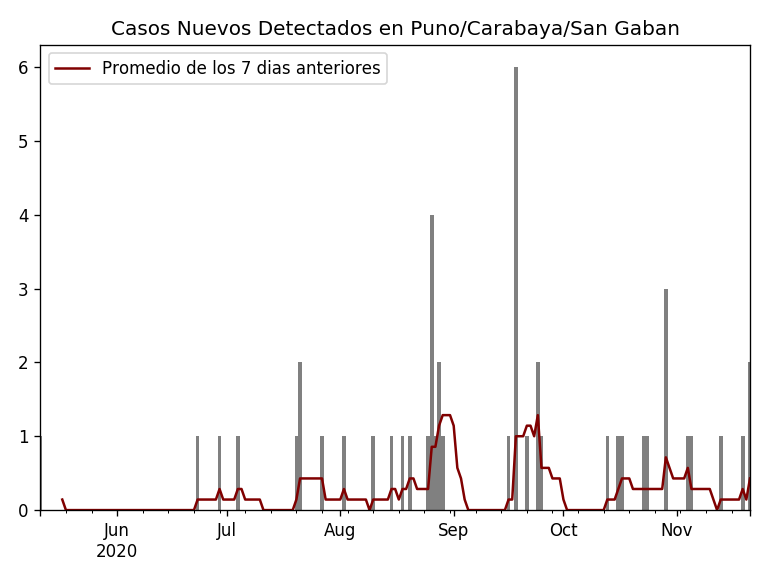 Casos Nuevos Detectados en Puno/Carabaya/San Gaban
Promedio de los 7 dias anteriores
6
5
4
3
2
1
0
Jun Jul Aug Sep Oct Nov
2020